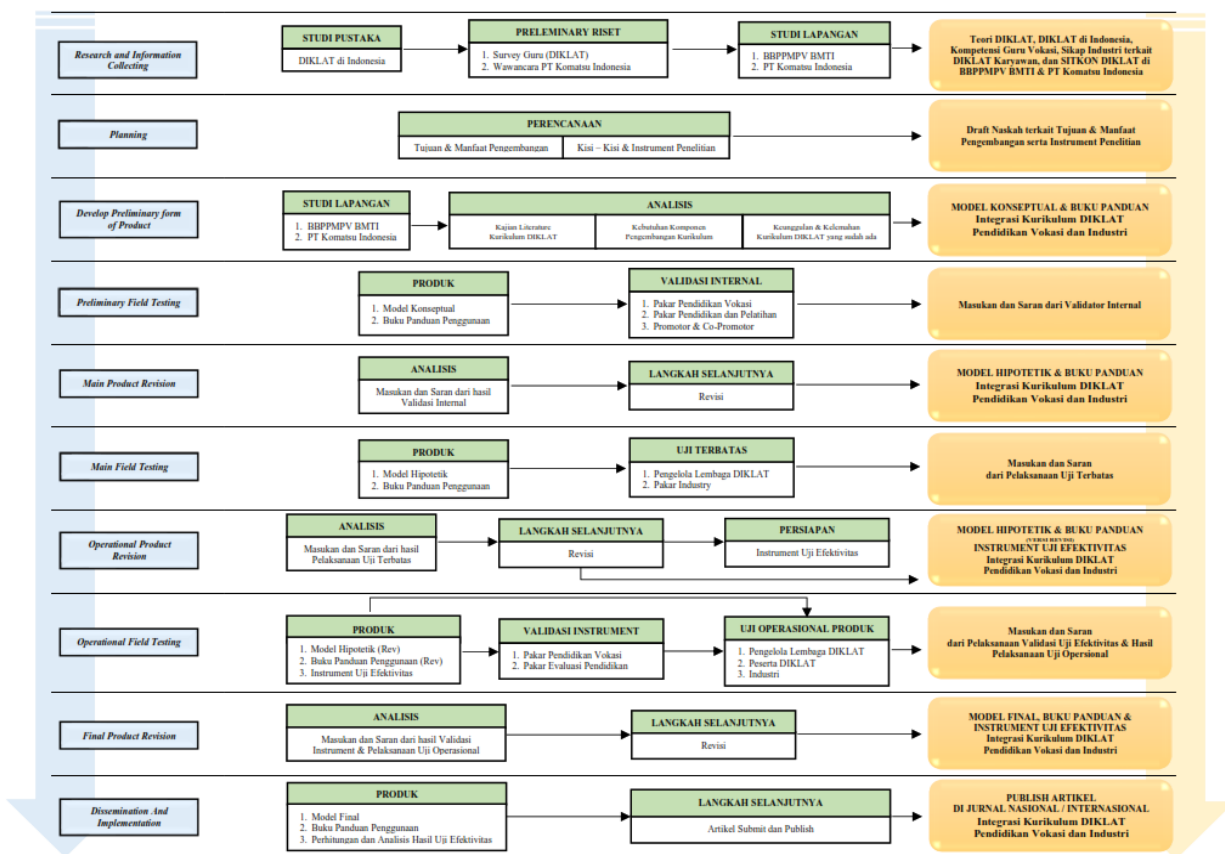 Research and Information
Collecting
STUDI PUSTAKA
DIKLAT di Indonesia
PRELEMINARY RISET
1. Survey Guru (DIKLAT)
2. Wawancara PT Komatsu Indonesia
STUDI LAPANGAN
1. BBPPMPV BMTI
2. PT Komatsu Indonesia
Teori DIKLAT, DIKLAT di Indonesia,
Kompetensi Guru Vokasi, Sikap Industri terkait
DIKLAT Karyawan, dan SITKON DIKLAT di
BBPPMPV BMTI & PT Komatsu Indonesia
Planning
PERENCANAAN
Tujuan & Manfaat Pengembangan
Kisi – Kisi & Instrument Penelitian
Draft Naskah terkait Tujuan & Manfaat
Pengembangan serta Instrument Penelitian
Develop Preliminary form
of Product
STUDI LAPANGAN
1. BBPPMPV BMTI
2. PT Komatsu Indonesia
ANALISIS
Kajian Literature
Kurikulum DIKLAT
Kebutuhan Komponen
Pengembangan Kurikulum
Keunggulan & Kelemahan
Kurikulum DIKLAT yang sudah ada
MODEL KONSEPTUAL & BUKU PANDUAN
Integrasi Kurikulum DIKLAT
Pendidikan Vokasi dan Industri
Preliminary Field Testing
PRODUK
1. Model Konseptual
2. Buku Panduan Penggunaan
VALIDASI INTERNAL
1. Pakar Pendidikan Vokasi
2. Pakar Pendidikan dan Pelatihan
3. Promotor & Co-Promotor
Masukan dan Saran dari Validator Internal
Main Product Revision
ANALISIS
Masukan dan Saran dari hasil
Validasi Internal
LANGKAH SELANJUTNYA
Revisi
MODEL HIPOTETIK & BUKU PANDUAN
Integrasi Kurikulum DIKLAT
Pendidikan Vokasi dan Industri
Main Field Testing
PRODUK
1. Model Hipotetik
2. Buku Panduan Penggunaan
UJI TERBATAS
1. Pengelola Lembaga DIKLAT
2. Pakar Industry
Masukan dan Saran
dari Pelaksanaan Uji Terbatas
Operational Product
Revision
ANALISIS
Masukan dan Saran dari hasil
Pelaksanaan Uji Terbatas
LANGKAH SELANJUTNYA
Revisi
PERSIAPAN
Instrument Uji Efektivitas
MODEL HIPOTETIK & BUKU PANDUAN
(VERSI REVISI)
INSTRUMENT UJI EFEKTIVITAS
Integrasi Kurikulum DIKLAT
Pendidikan Vokasi dan Industri
Operational Field Testing
PRODUK
1. Model Hipotetik (Rev)
2. Buku Panduan Penggunaan (Rev)
3. Instrument Uji Efektivitas
VALIDASI INSTRUMENT
1. Pakar Pendidikan Vokasi
2. Pakar Evaluasi Pendidikan
UJI OPERASIONAL PRODUK
1. Pengelola Lembaga DIKLAT
2. Peserta DIKLAT
3. Industri
Masukan dan Saran
dari Pelaksanaan Validasi Uji Efektivitas & Hasil
Pelaksanaan Uji Opersional
Final Product Revision
ANALISIS
Masukan dan Saran dari hasil Validasi
Instrument & Pelaksanaan Uji Operasional
LANGKAH SELANJUTNYA
Revisi
MODEL FINAL, BUKU PANDUAN &
INSTRUMENT UJI EFEKTIVITAS
Integrasi Kurikulum DIKLAT
Pendidikan Vokasi dan Industri
Dissemination And
Implementation
PRODUK
1. Model Final
2. Buku Panduan Penggunaan
3. Perhitungan dan Analisis Hasil Uji Efektivitas
LANGKAH SELANJUTNYA
Artikel Submit dan Publish
PUBLISH ARTIKEL
DI JURNAL NASIONAL / INTERNASIONAL
Integrasi Kurikulum DIKLAT
Pendidikan Vokasi dan Industri